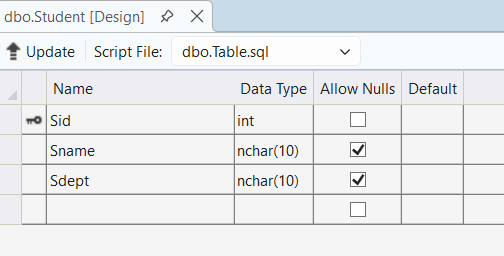 dbo.Student [Design]
Update Script File: dbo.Table.sql
Name Data Type Allow Nulls Default
Sid int
Sname nchar(10)
Sdept nchar(10)